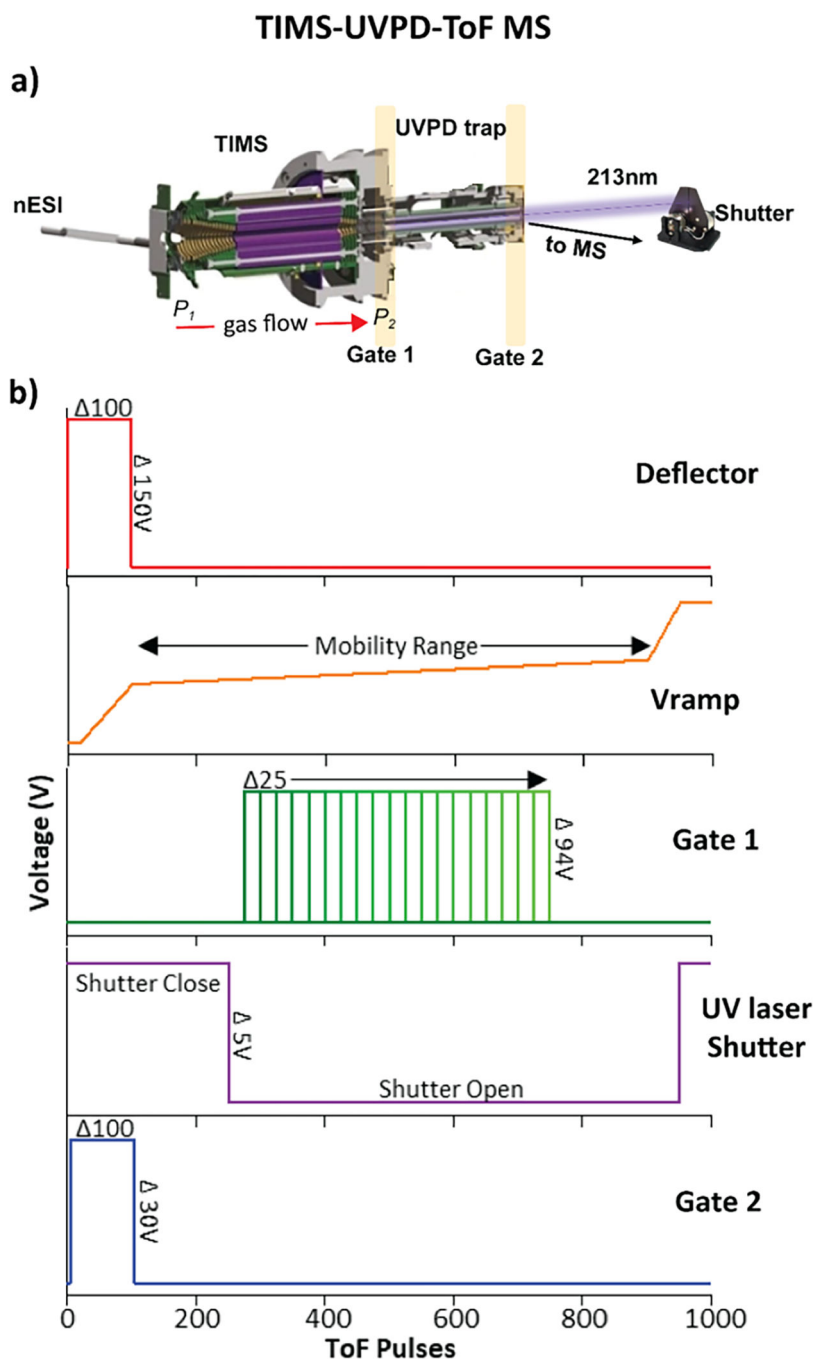 TIMS-UVPD-ToF MS
a)
UVPD trap
TIMS
213nm
nESI
Shutter
to MS
P1
gas flow
P2
Gate 1
Gate 2
b)
Δ100
Δ 150V
Deflector
Mobility Range
Vramp
Voltage (V)
Δ25
Δ 94V
Gate 1
Shutter Close
Δ 5V
UV laser
Shutter
Shutter Open
Δ100
Δ 30V
Gate 2
0 200 400 600 800 1000
ToF Pulses